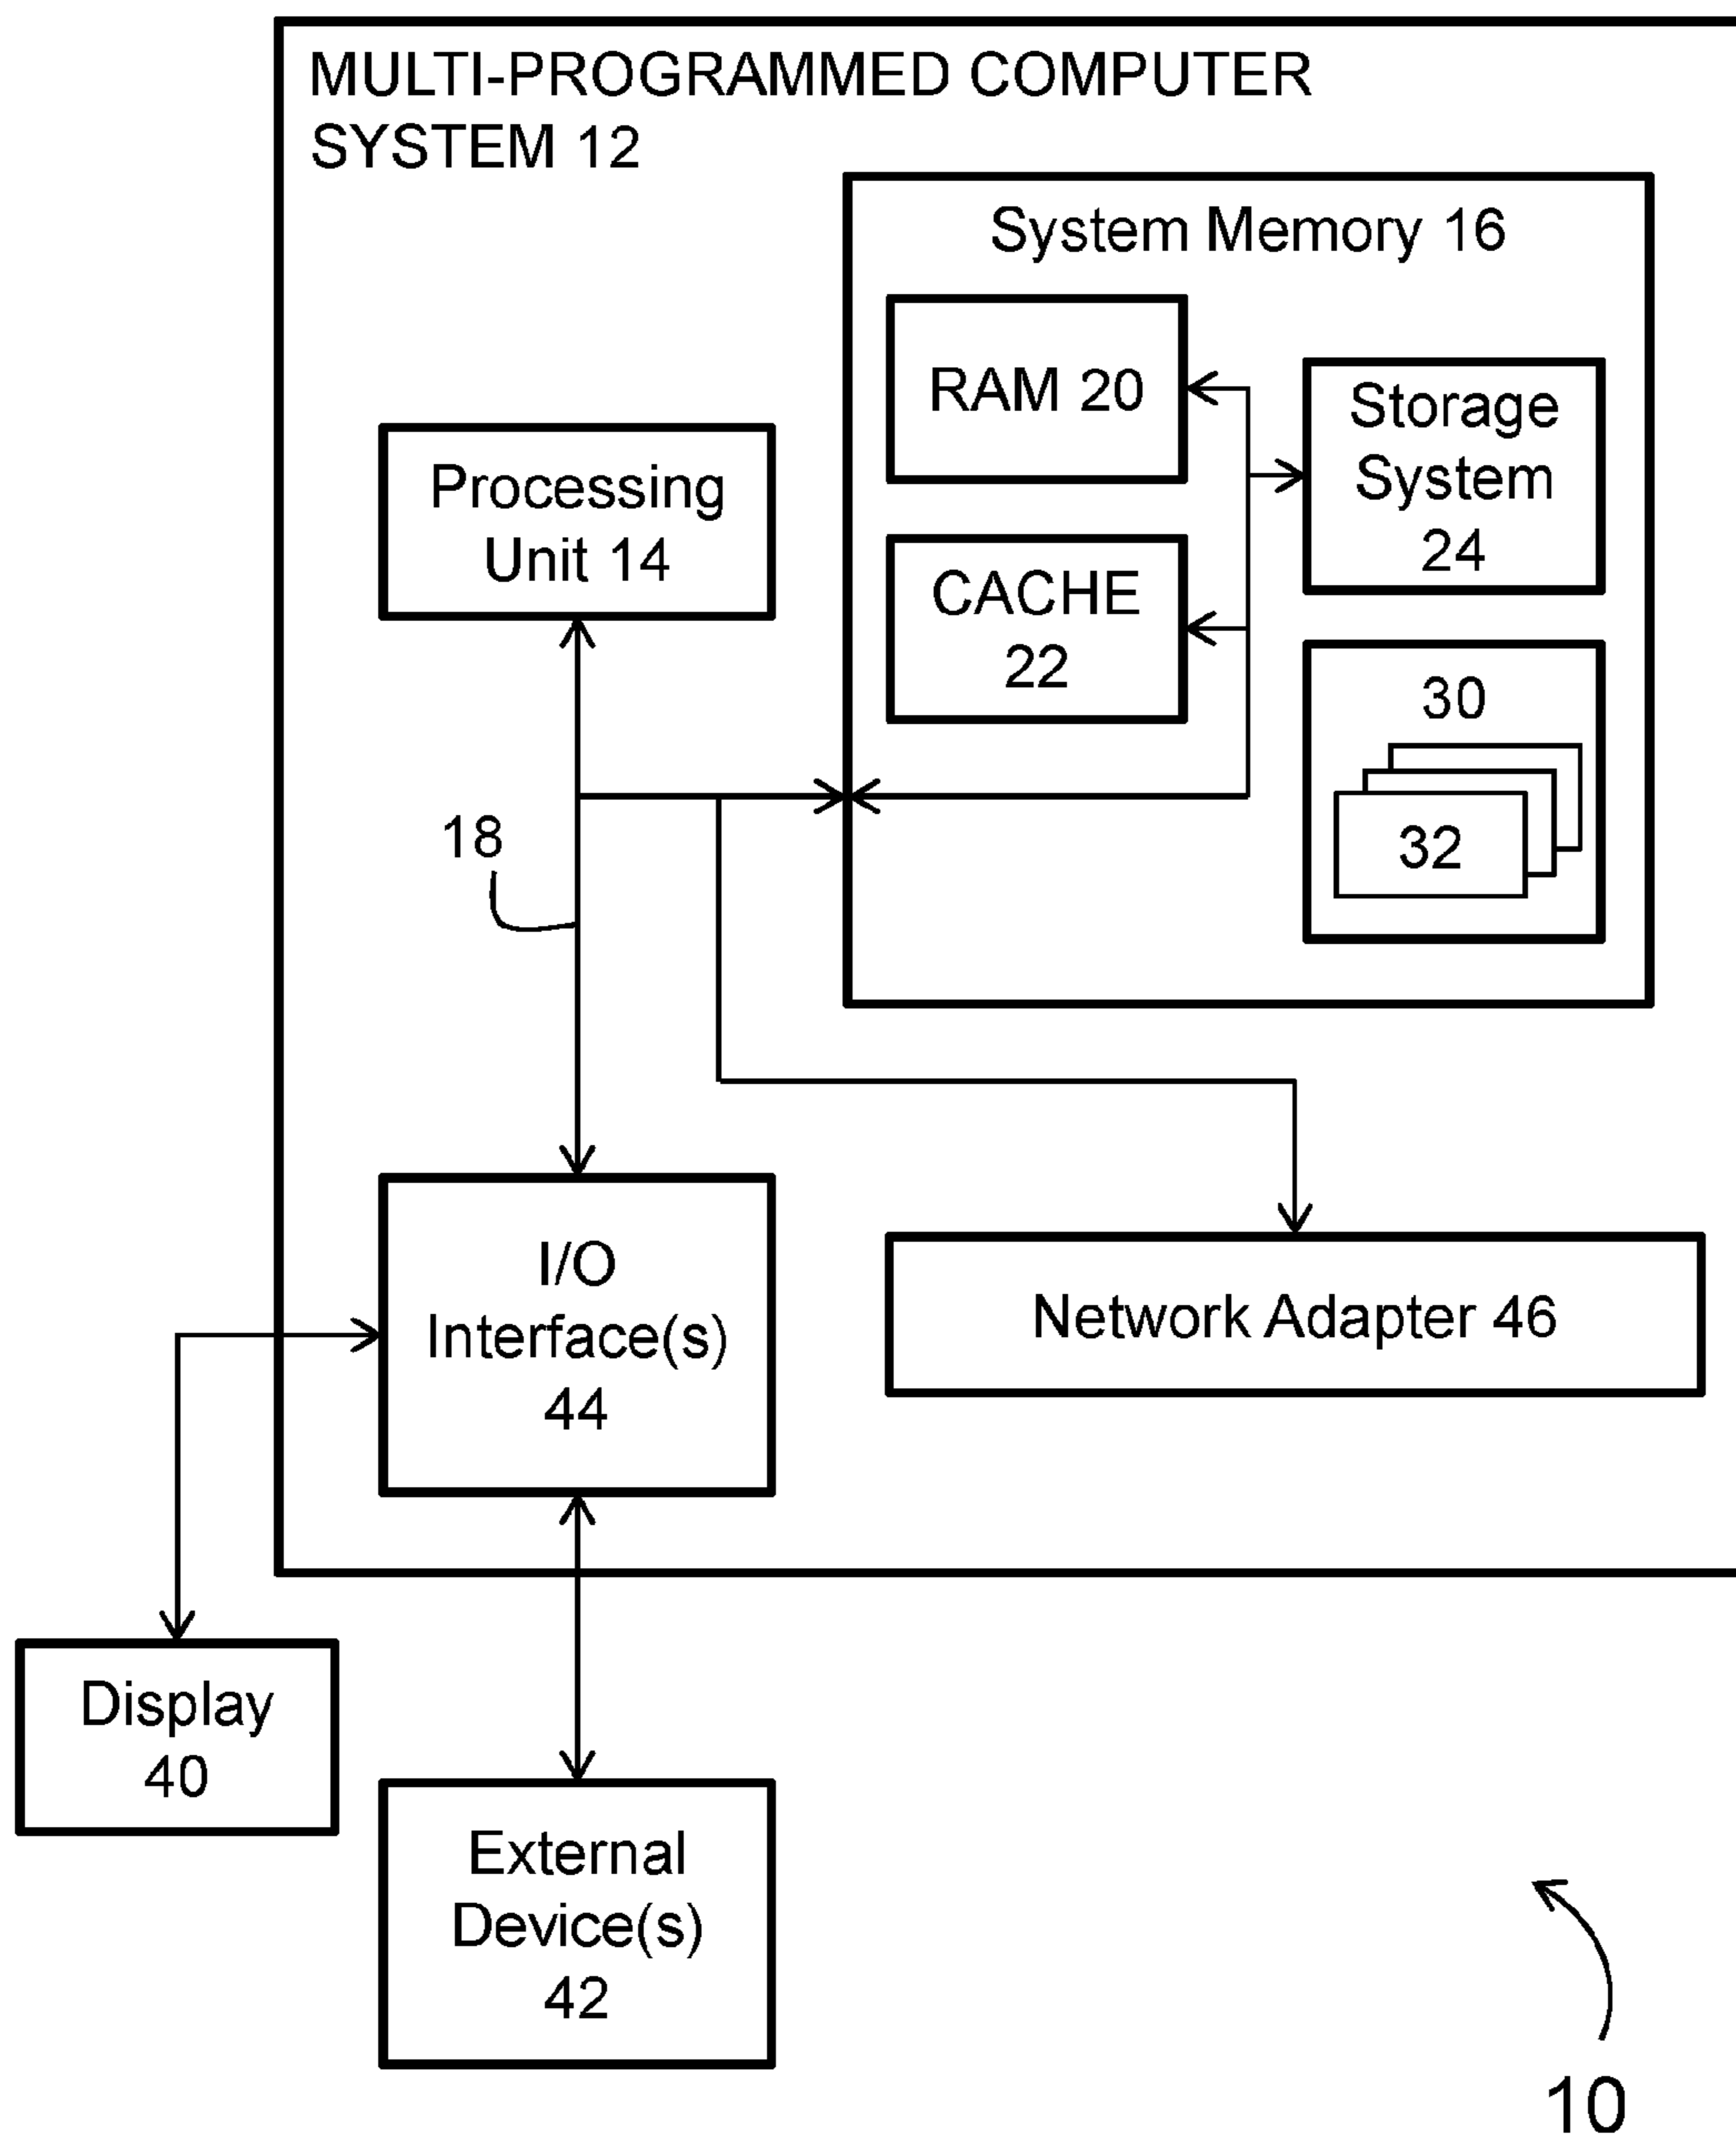 MULTI-PROGRAMMED COMPUTER
SYSTEM 12
System Memory 16
RAM 20
Storage
System
24
Processing
Unit 14
CACHE
22
30
32
18
I/O
Interface(s)
44
Network Adapter 46
Display
40
External
Device(s)
42
10